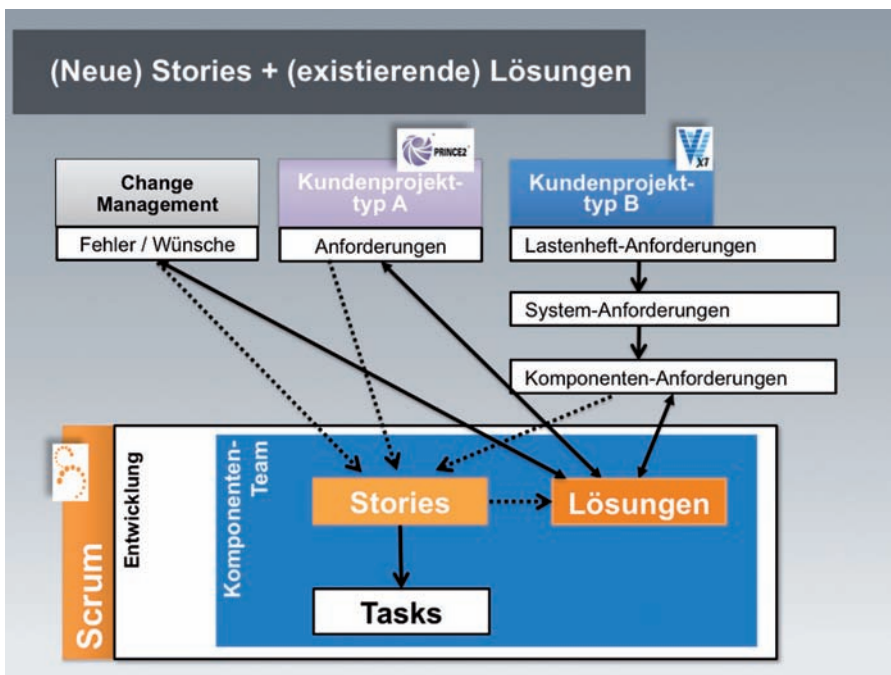 (Neue) Stories + (existierende) Lösungen
PRINCE2
XT
Change
Management
Kundenprojekt-
typ A
Kundenprojekt-
typ B
Fehler / Wünsche
Anforderungen
Lastenheft-Anforderungen
System-Anforderungen
Komponenten-Anforderungen
Scrum
Entwicklung
Komponenten-
Team
Stories
Lösungen
Tasks